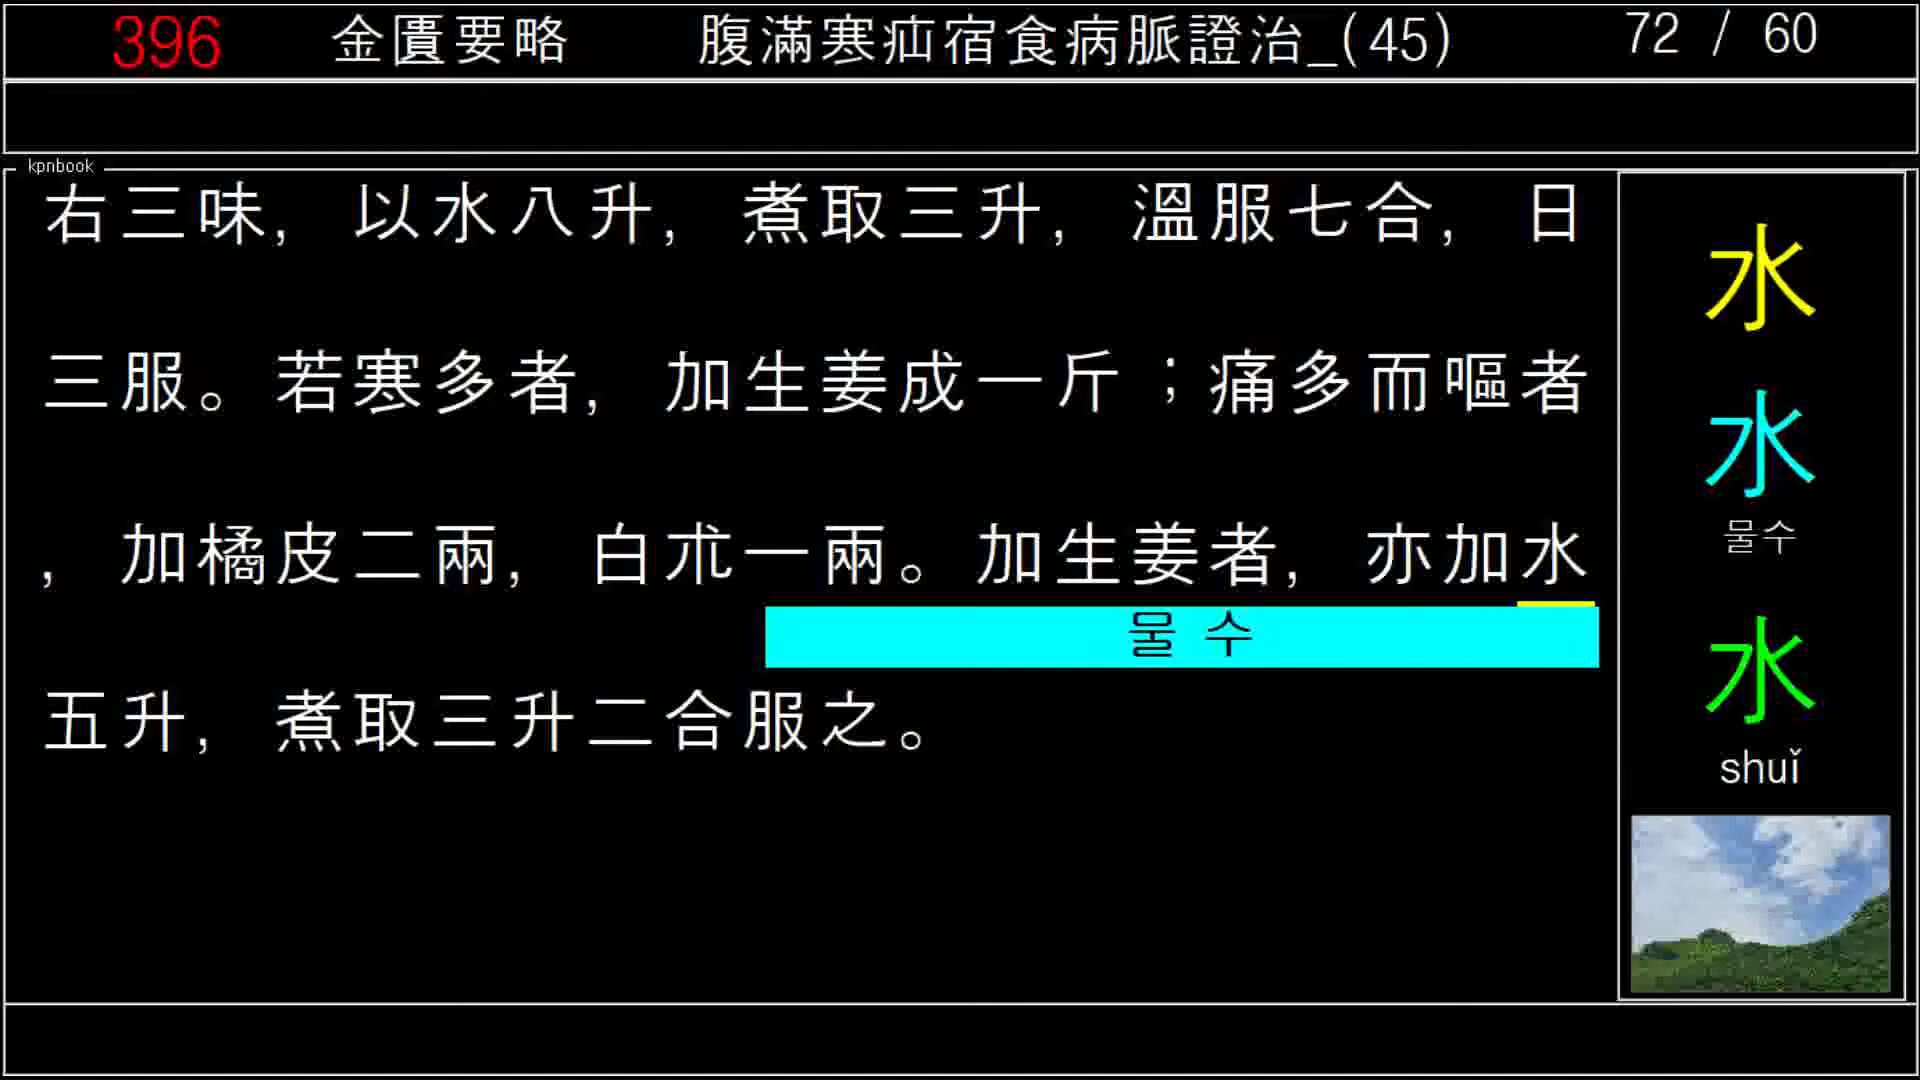 396 金匱要略 腹滿寒疝宿食病脈證治_(45) 72 / 60
kpnbook
右三味, 以水八升, 煮取三升, 溫服七合, 日
三服。若寒多者, 加生姜成一斤；痛多而嘔者
, 加橘皮二兩, 白朮一兩。加生姜者, 亦加水
물 수
五升, 煮取三升二合服之。
水
水
물수
水
shuǐ